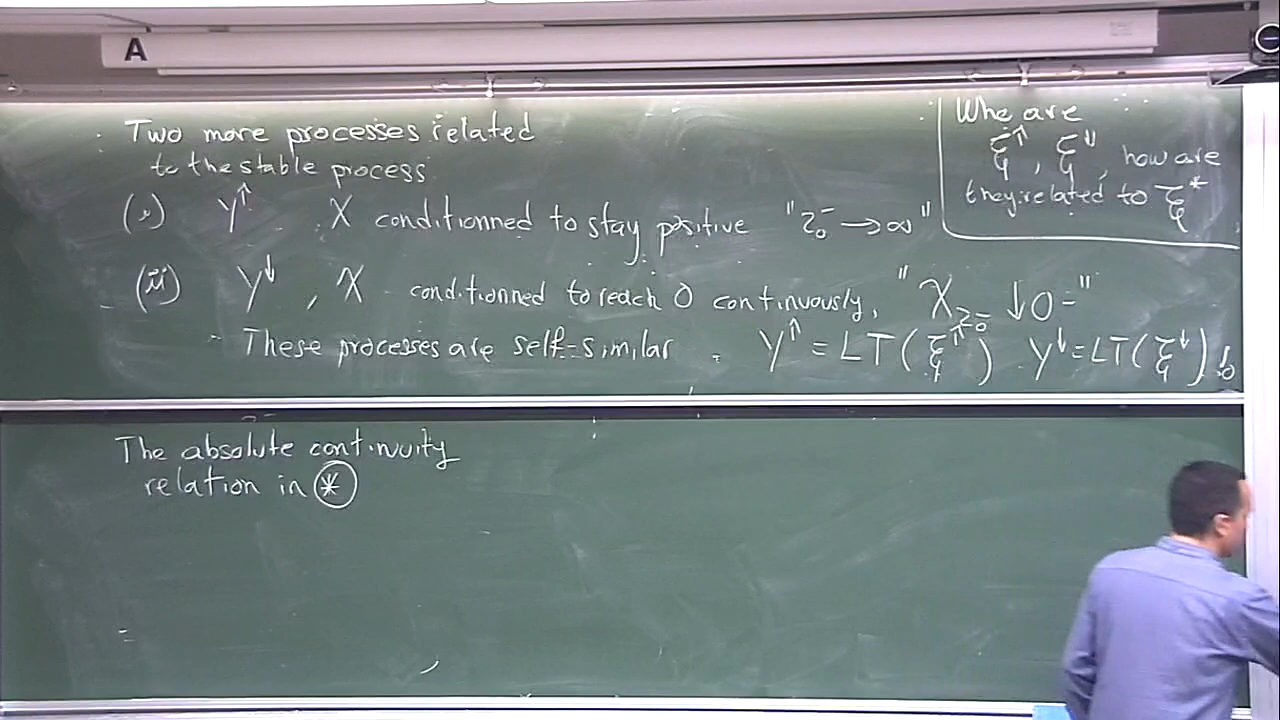 A
Two more processes related
to the stable process
(i) Y↑, X conditionned to stay positive "τ₀⁻ → ∞"
(ii) Y↓, X conditionned to reach 0 continuously, "X_{τ₀⁻-} ↓ 0-"
These processes are self-similar. Y↑ = LT(ξ↑) Y↓ = LT(ξ↓)
Who are
ξ↑, ξ↓, how are
they related to ξ*
The absolute continuity
relation in ⊛